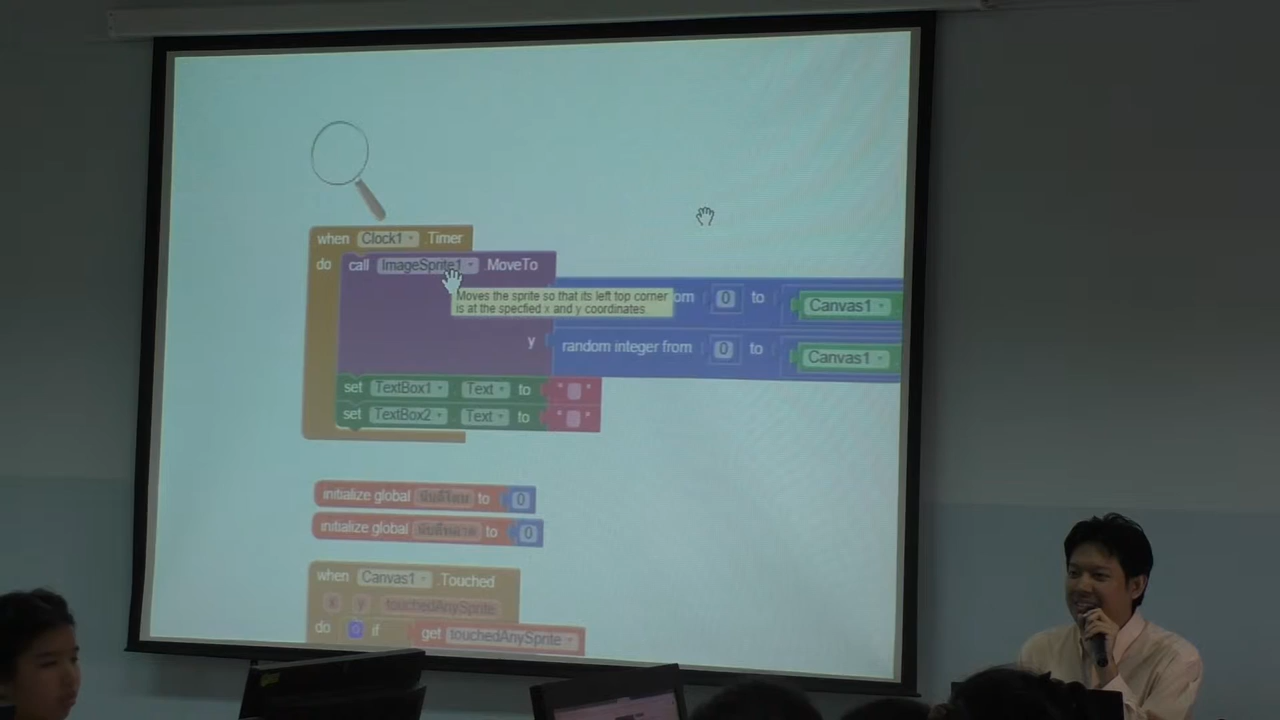 when Clock1 .Timer
do call ImageSprite1 .MoveTo
Moves the sprite so that its left top corner
is at the specfied x and y coordinates.
om 0 to Canvas1
y random integer from 0 to Canvas1
set TextBox1 . Text to " "
set TextBox2 . Text to " "
initialize global to 0
initialize global to 0
when Canvas1 .Touched
x y touchedAnySprite
do if get touchedAnySprite